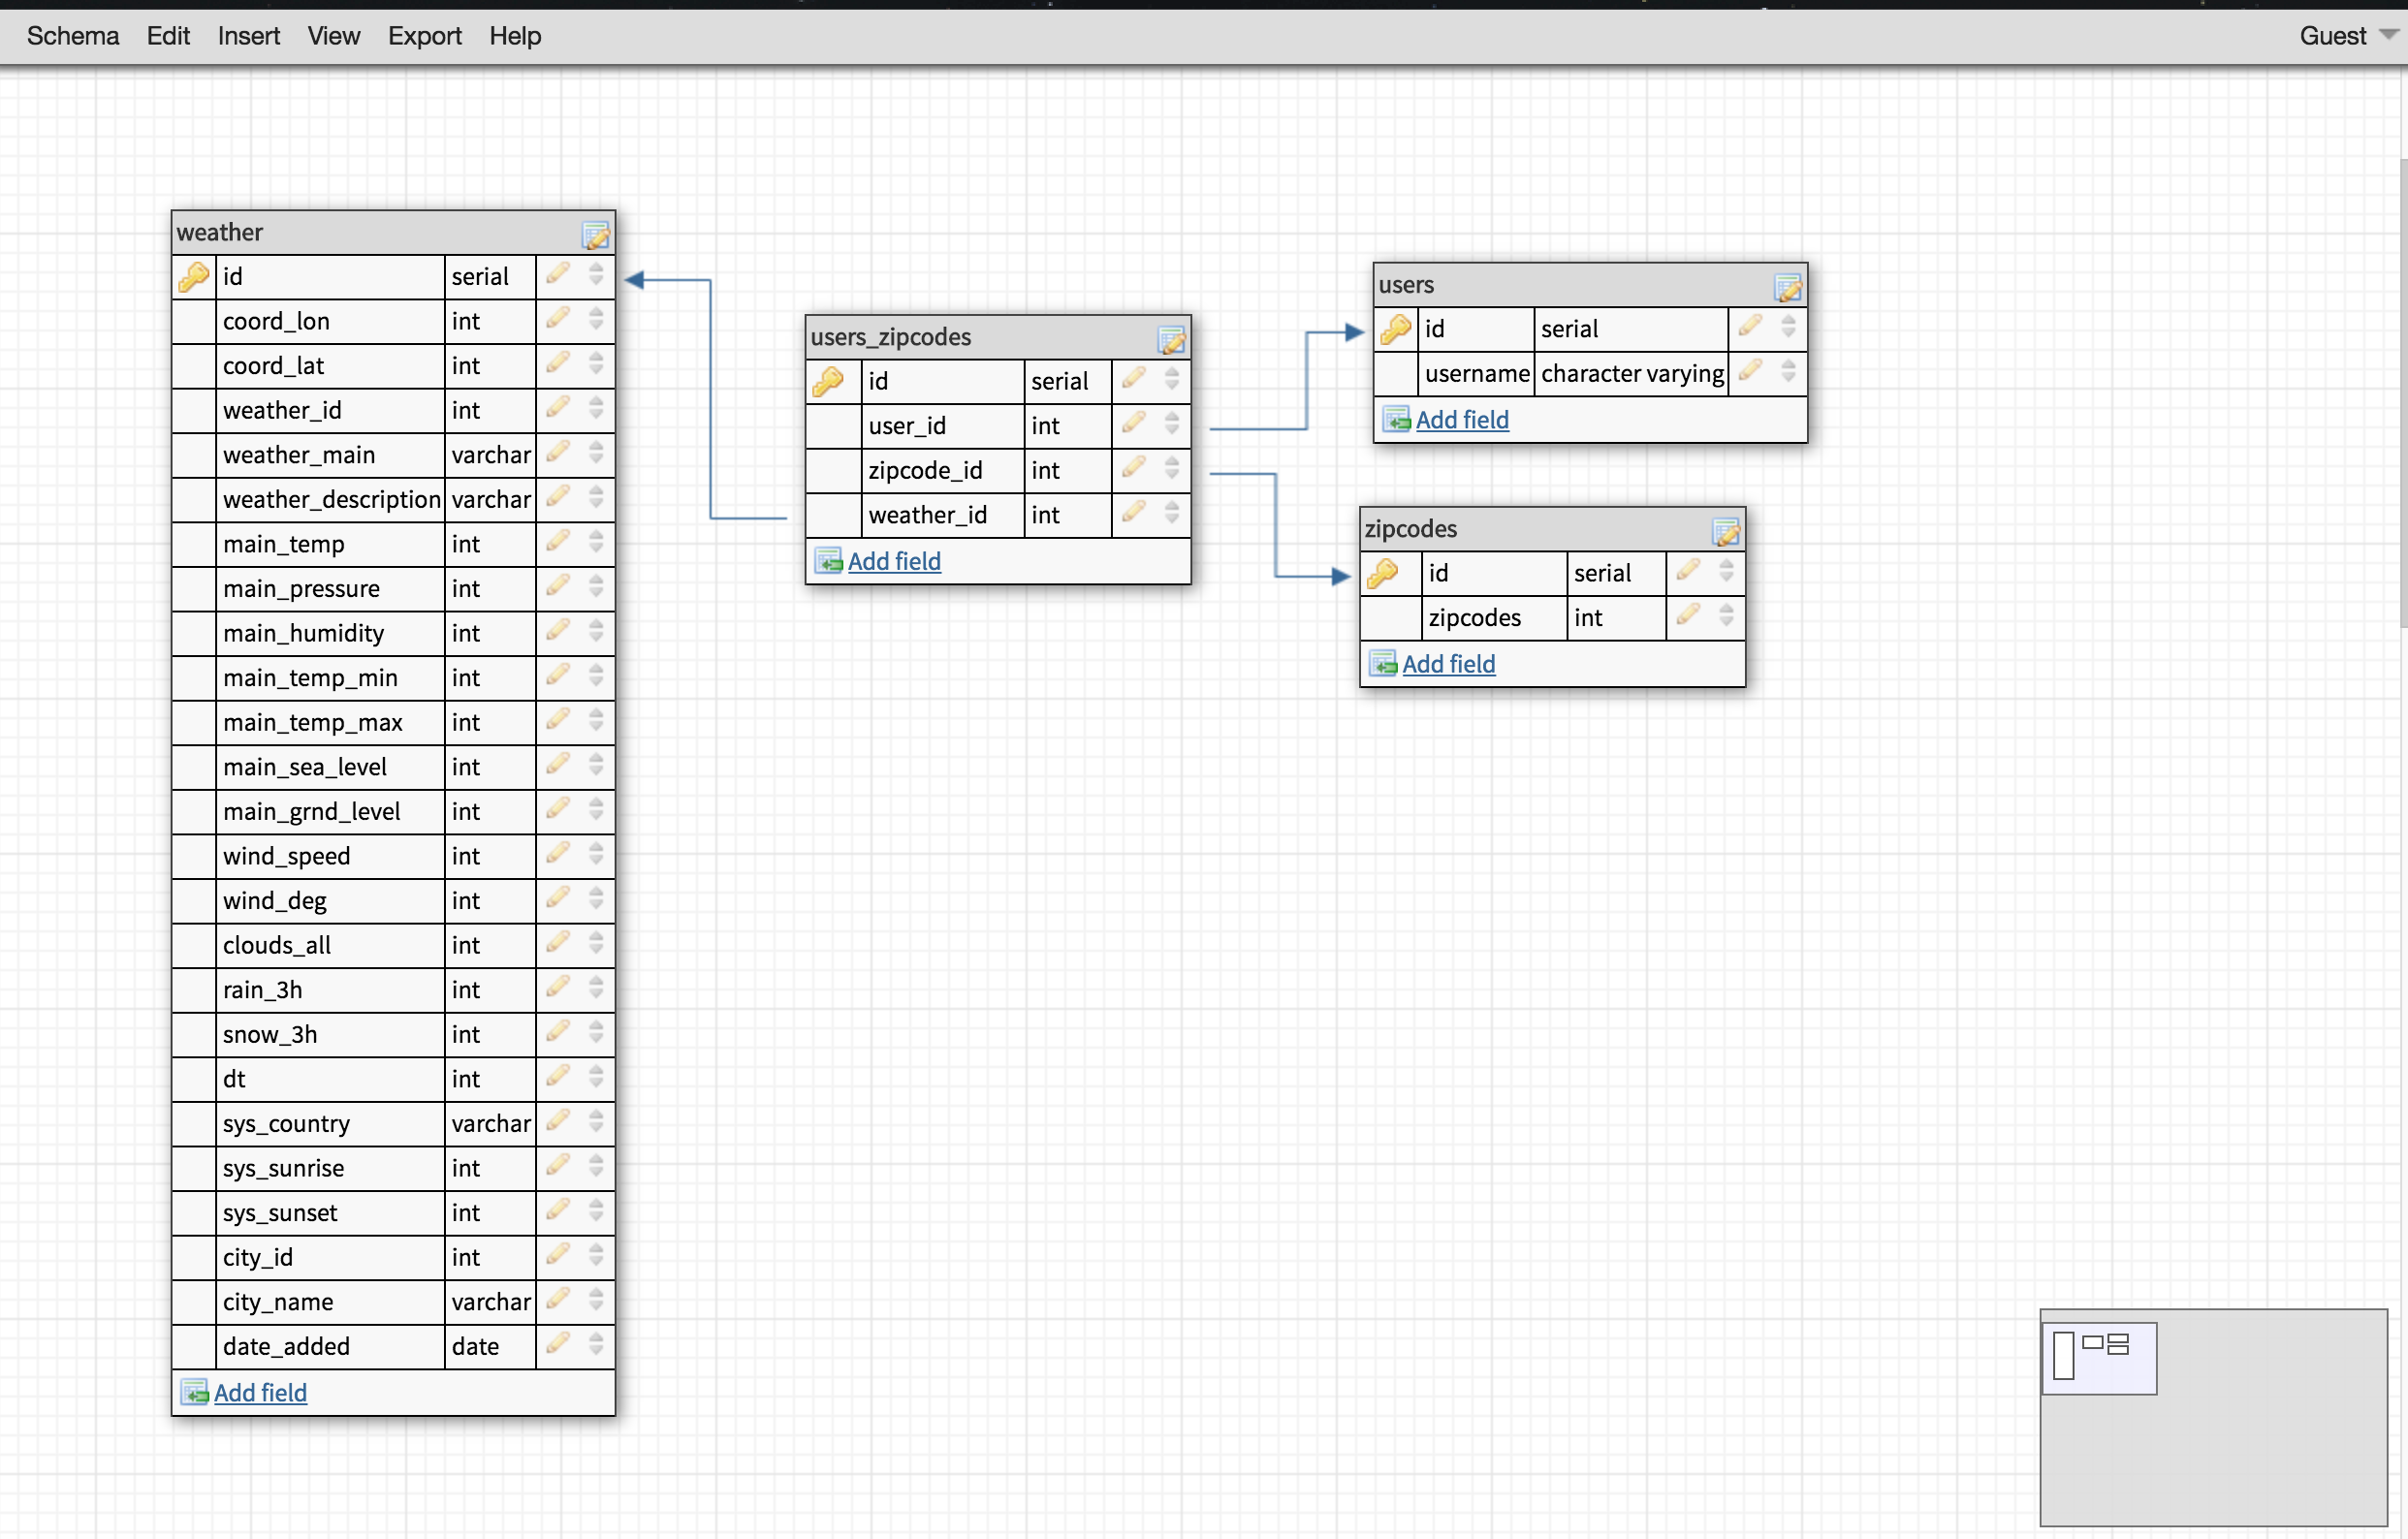 Schema Edit Insert View Export Help Guest
weather
id serial
coord_lon int
coord_lat int
weather_id int
weather_main varchar
weather_description varchar
main_temp int
main_pressure int
main_humidity int
main_temp_min int
main_temp_max int
main_sea_level int
main_grnd_level int
wind_speed int
wind_deg int
clouds_all int
rain_3h int
snow_3h int
dt int
sys_country varchar
sys_sunrise int
sys_sunset int
city_id int
city_name varchar
date_added date
Add field
users_zipcodes
id serial
user_id int
zipcode_id int
weather_id int
Add field
users
id serial
username character varying
Add field
zipcodes
id serial
zipcodes int
Add field